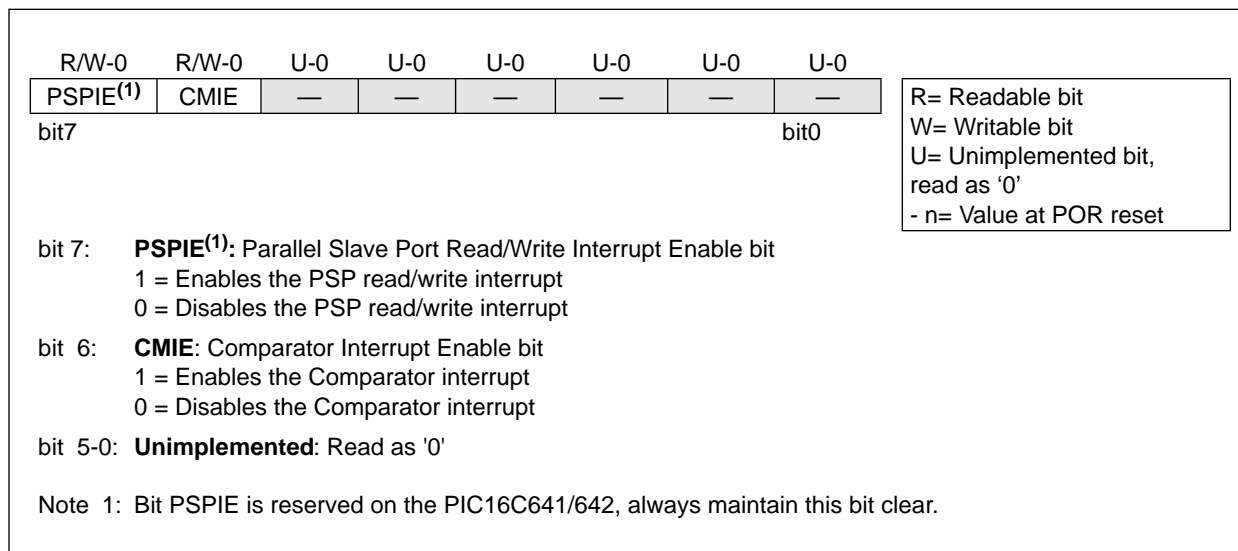 R/W-0 R/W-0 U-0 U-0 U-0 U-0 U-0 U-0
PSPIE(1) CMIE — — — — — —
bit7 bit0
R= Readable bit
W= Writable bit
U= Unimplemented bit,
read as ‘0’
- n= Value at POR reset
bit 7: PSPIE(1): Parallel Slave Port Read/Write Interrupt Enable bit
1 = Enables the PSP read/write interrupt
0 = Disables the PSP read/write interrupt
bit 6: CMIE: Comparator Interrupt Enable bit
1 = Enables the Comparator interrupt
0 = Disables the Comparator interrupt
bit 5-0: Unimplemented: Read as '0'
Note 1: Bit PSPIE is reserved on the PIC16C641/642, always maintain this bit clear.